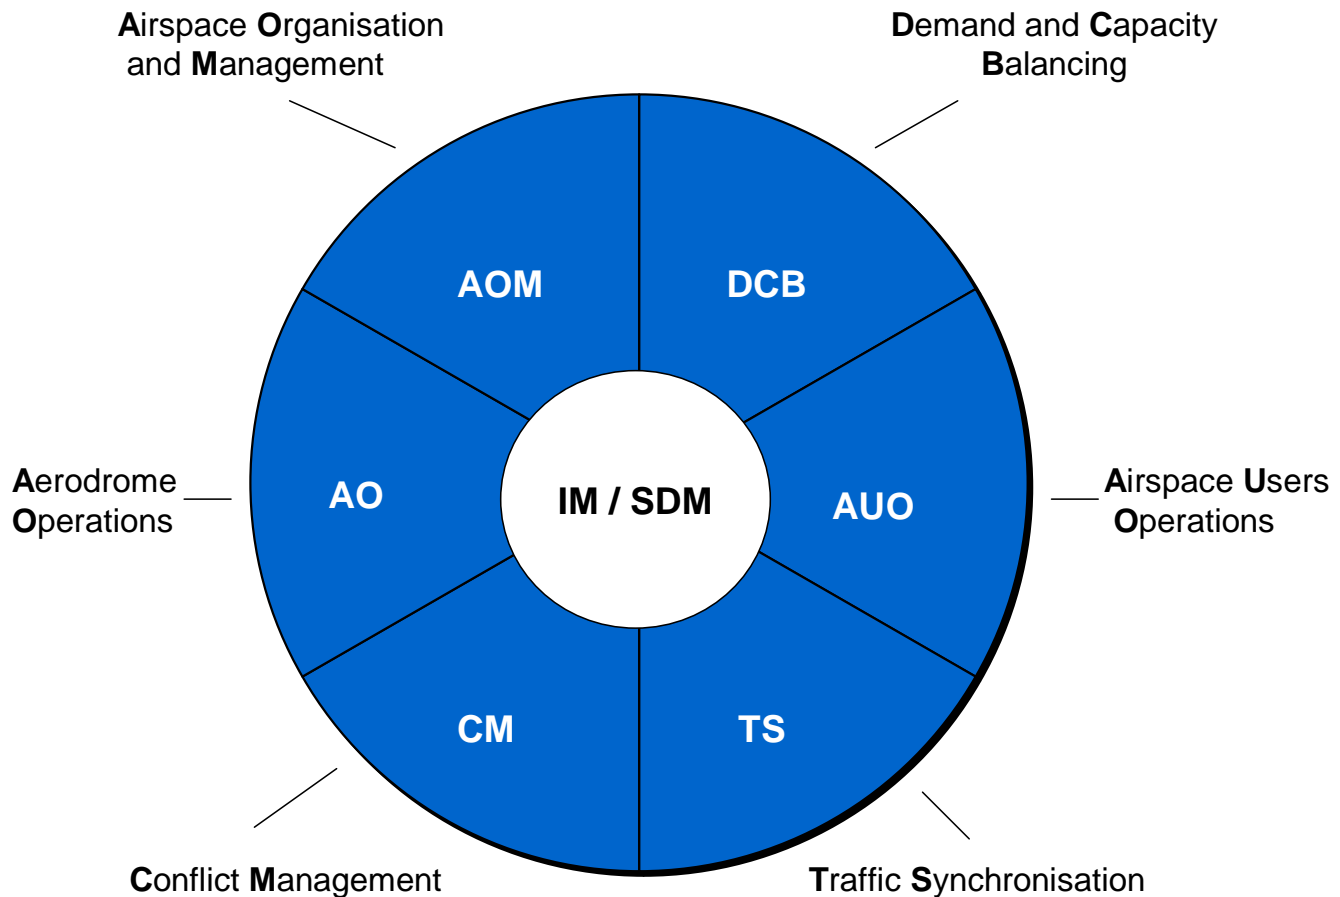 Airspace Organisation
and Management
Demand and Capacity
Balancing
AOM
DCB
Aerodrome
Operations
AO
IM / SDM
AUO
Airspace Users
Operations
CM
TS
Conflict Management
Traffic Synchronisation